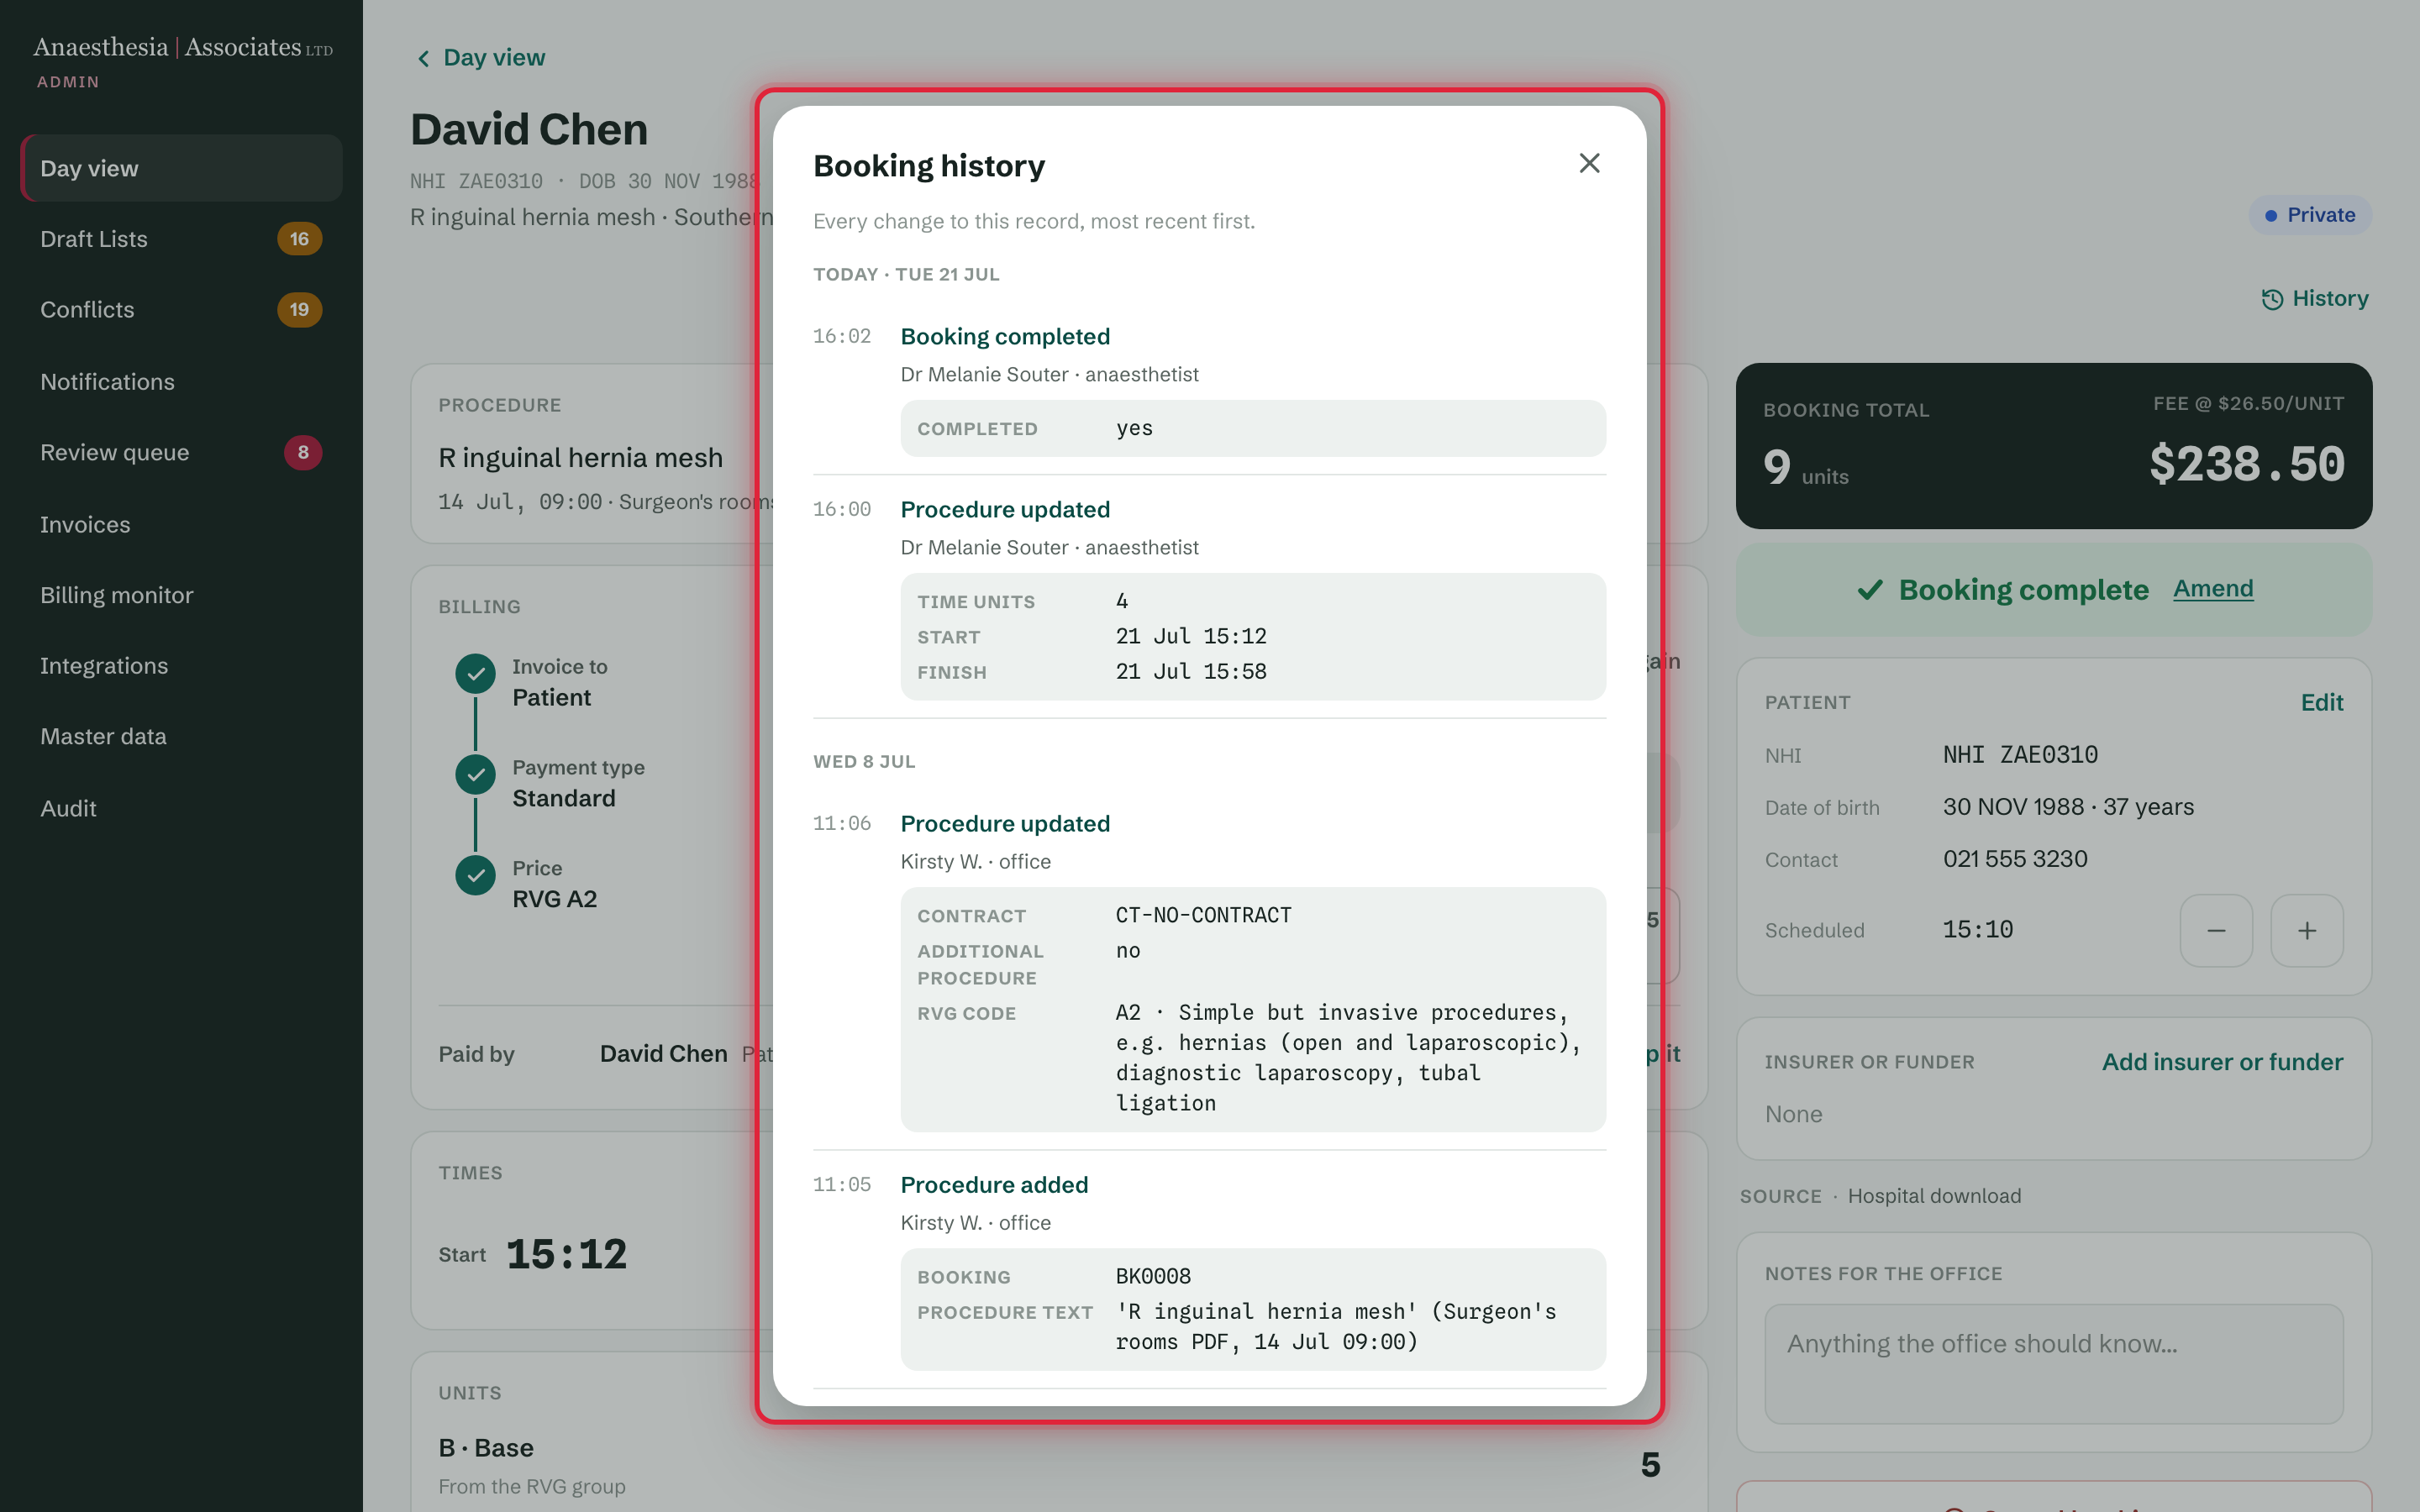 Anaesthesia | Associates LTD
ADMIN
Day view
Draft Lists 16
Conflicts 19
Notifications
Review queue 8
Invoices
Billing monitor
Integrations
Master data
Audit
Day view
David Chen
NHI ZAE0310 · DOB 30 NOV 1988
R inguinal hernia mesh · Southern
Private
History
PROCEDURE
R inguinal hernia mesh
14 Jul, 09:00 · Surgeon's rooms
BILLING
Invoice to
Patient
Payment type
Standard
Price
RVG A2
Paid by David Chen
TIMES
Start 15:12
UNITS
B · Base
From the RVG group
5
Booking history
Every change to this record, most recent first.
TODAY · TUE 21 JUL
16:02 Booking completed
Dr Melanie Souter · anaesthetist
COMPLETED yes
16:00 Procedure updated
Dr Melanie Souter · anaesthetist
TIME UNITS 4
START 21 Jul 15:12
FINISH 21 Jul 15:58
WED 8 JUL
11:06 Procedure updated
Kirsty W. · office
CONTRACT CT-NO-CONTRACT
ADDITIONAL PROCEDURE no
RVG CODE A2 · Simple but invasive procedures,
e.g. hernias (open and laparoscopic),
diagnostic laparoscopy, tubal
ligation
11:05 Procedure added
Kirsty W. · office
BOOKING BK0008
PROCEDURE TEXT 'R inguinal hernia mesh' (Surgeon's
rooms PDF, 14 Jul 09:00)
BOOKING TOTAL FEE @ $26.50/UNIT
9 units $238.50
Booking complete Amend
PATIENT Edit
NHI NHI ZAE0310
Date of birth 30 NOV 1988 · 37 years
Contact 021 555 3230
Scheduled 15:10
INSURER OR FUNDER Add insurer or funder
None
SOURCE · Hospital download
NOTES FOR THE OFFICE
Anything the office should know...